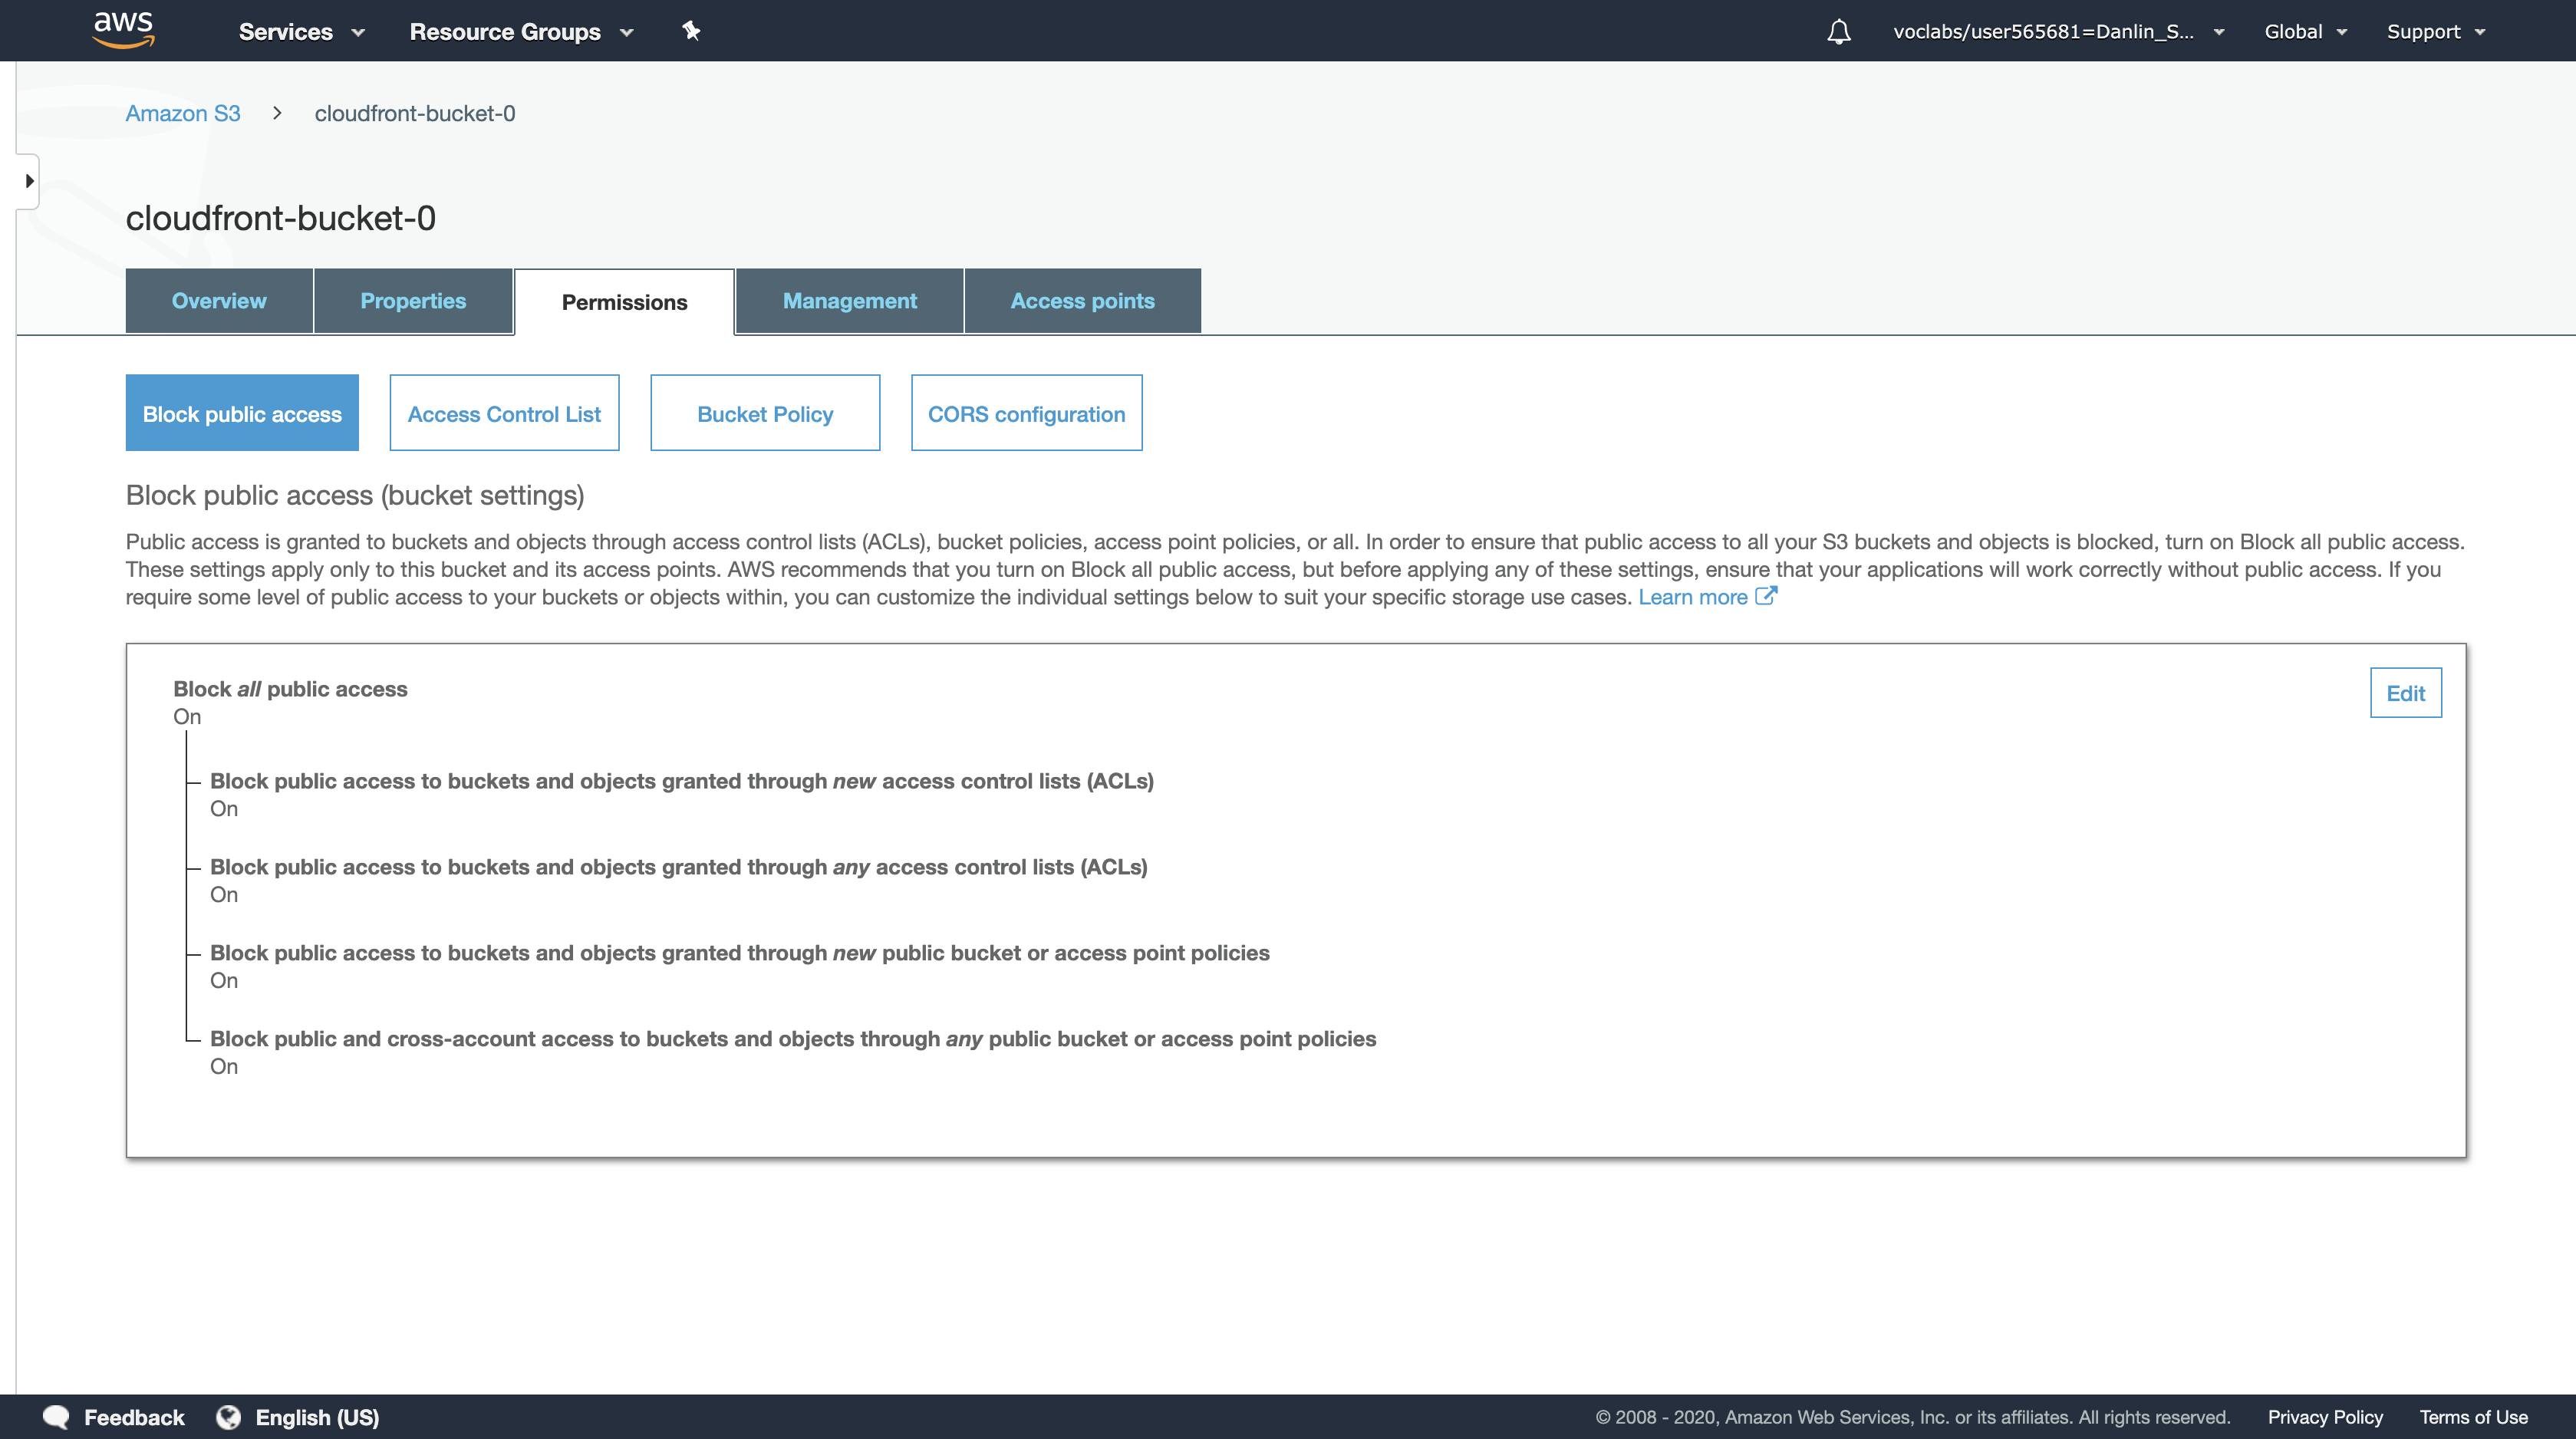 aws Services Resource Groups voclabs/user565681=Danlin_S... Global Support
Amazon S3 > cloudfront-bucket-0
cloudfront-bucket-0
Overview Properties Permissions Management Access points
Block public access Access Control List Bucket Policy CORS configuration
Block public access (bucket settings)
Public access is granted to buckets and objects through access control lists (ACLs), bucket policies, access point policies, or all. In order to ensure that public access to all your S3 buckets and objects is blocked, turn on Block all public access.
These settings apply only to this bucket and its access points. AWS recommends that you turn on Block all public access, but before applying any of these settings, ensure that your applications will work correctly without public access. If you
require some level of public access to your buckets or objects within, you can customize the individual settings below to suit your specific storage use cases. Learn more
Block all public access
On
Edit
Block public access to buckets and objects granted through new access control lists (ACLs)
On
Block public access to buckets and objects granted through any access control lists (ACLs)
On
Block public access to buckets and objects granted through new public bucket or access point policies
On
Block public and cross-account access to buckets and objects through any public bucket or access point policies
On
Feedback English (US) © 2008 - 2020, Amazon Web Services, Inc. or its affiliates. All rights reserved. Privacy Policy Terms of Use